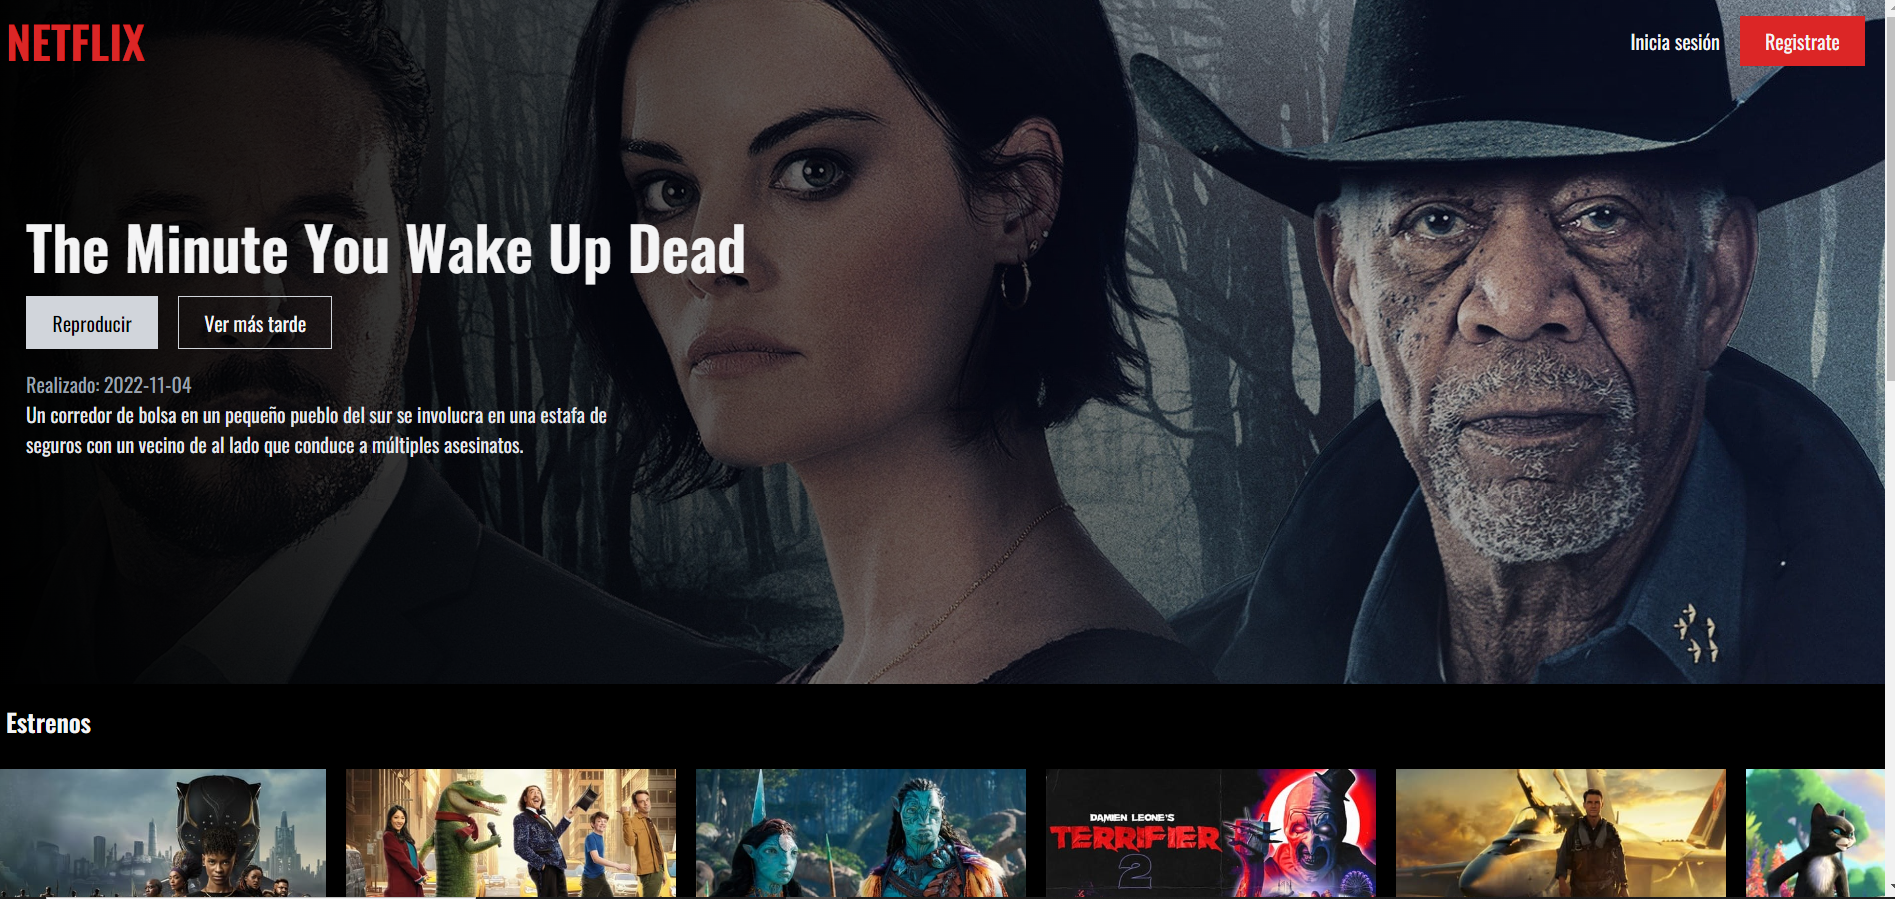 NETFLIX
Inicia sesión
Registrate
The Minute You Wake Up Dead
Reproducir
Ver más tarde
Realizado: 2022-11-04
Un corredor de bolsa en un pequeño pueblo del sur se involucra en una estafa de
seguros con un vecino de al lado que conduce a múltiples asesinatos.
Estrenos
DAMIEN LEONE'S
TERRIFIER
2